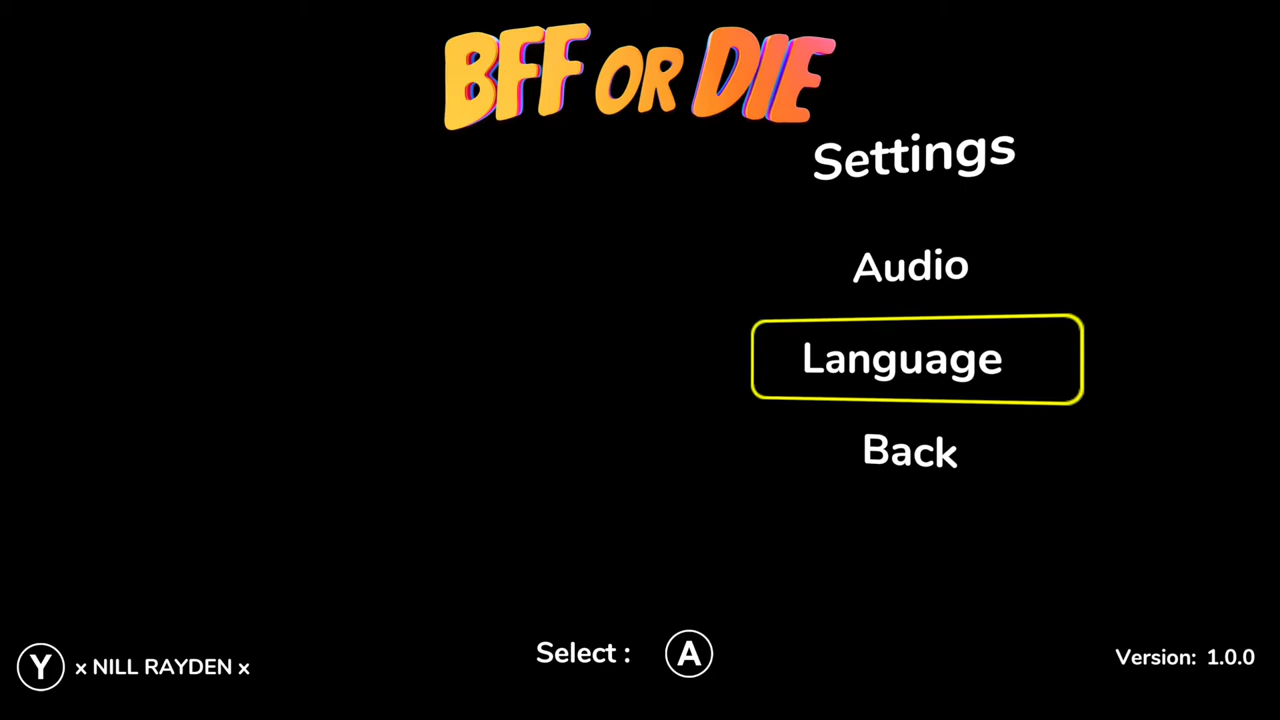 BFF OR DIE
Settings
Audio
Language
Back
Y x NILL RAYDEN x
Select : A
Version: 1.0.0